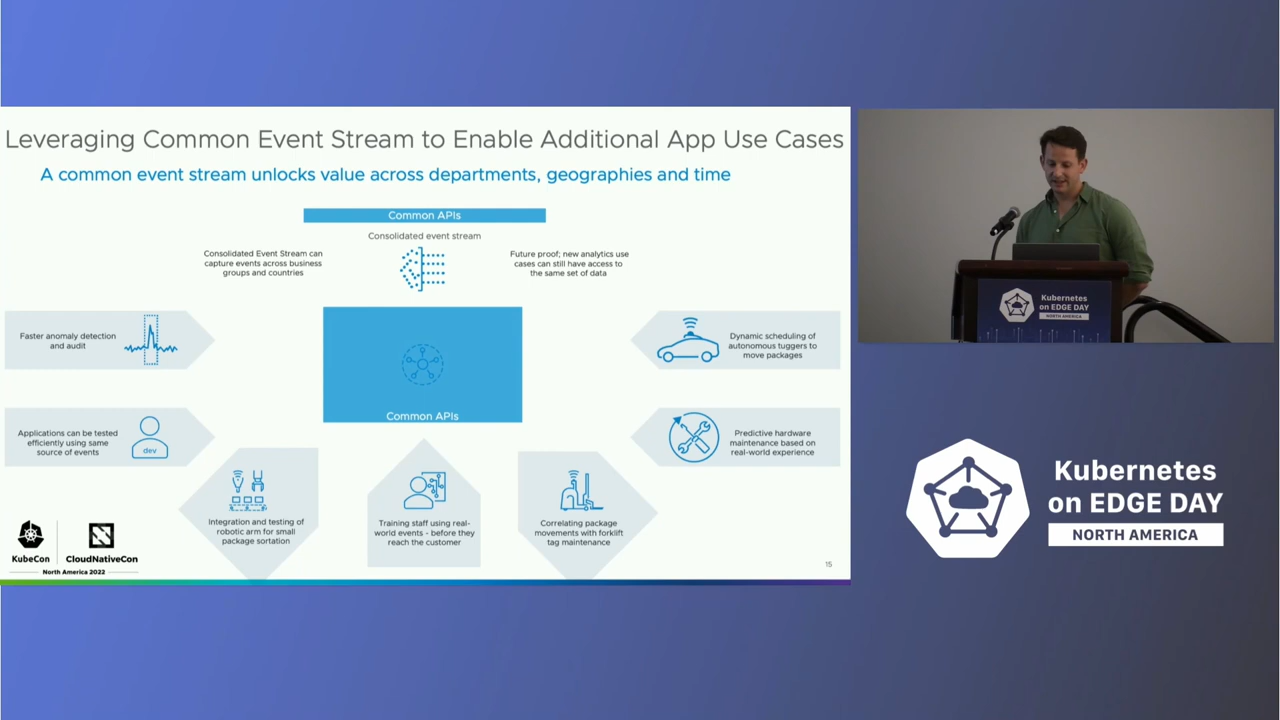 Leveraging Common Event Stream to Enable Additional App Use Cases
A common event stream unlocks value across departments, geographies and time
Common APIs
Consolidated event stream
Consolidated Event Stream can
capture events across business
groups and countries
Future proof; new analytics use
cases can still have access to
the same set of data
Faster anomaly detection
and audit
Dynamic scheduling of
autonomous tuggers to
move packages
Common APIs
Applications can be tested
efficiently using same
source of events
dev
Predictive hardware
maintenance based on
real-world experience
Integration and testing of
robotic arm for small
package sortation
Training staff using real-
world events - before they
reach the customer
Correlating package
movements with forklift
tag maintenance
KubeCon
CloudNativeCon
North America 2022
15
Kubernetes
on EDGE DAY
NORTH AMERICA
Kubernetes
on EDGE DAY
NORTH AMERICA